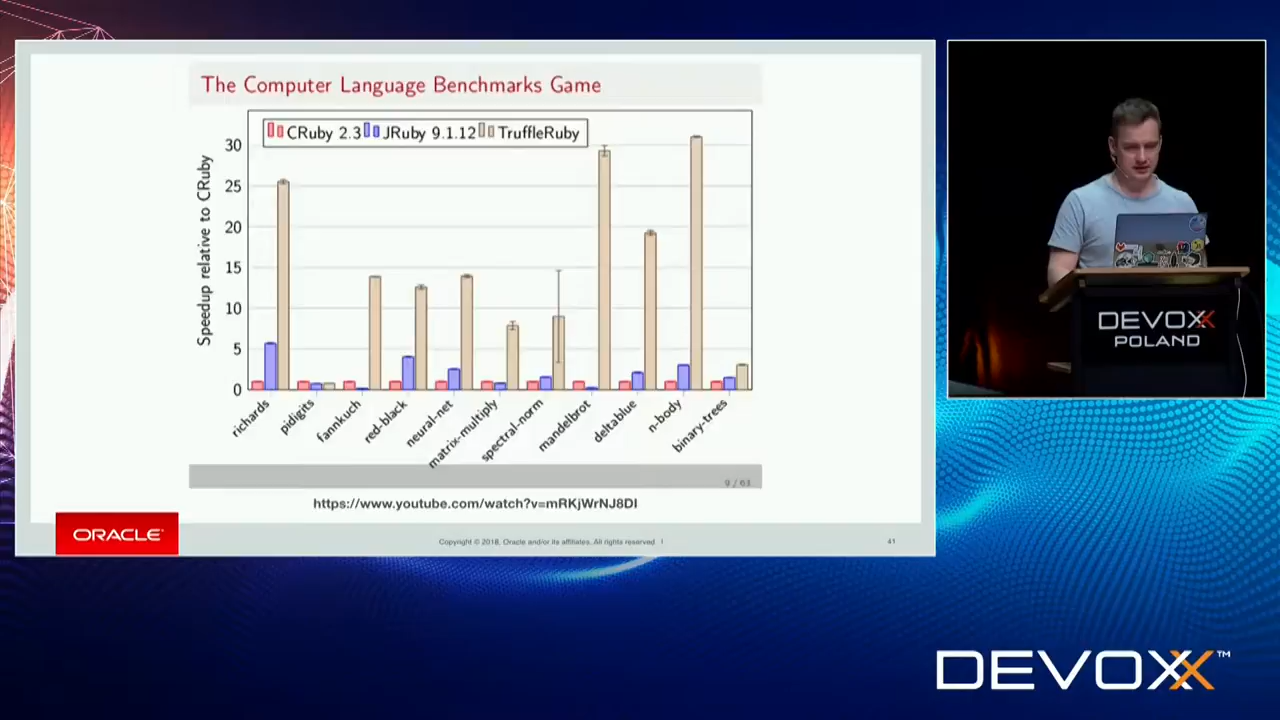 The Computer Language Benchmarks Game
CRuby 2.3 JRuby 9.1.12 TruffleRuby
Speedup relative to CRuby
30
25
20
15
10
5
0
richards
pidigits
fannkuch
red-black
neural-net
matrix-multiply
spectral-norm
mandelbrot
deltablue
n-body
binary-trees
9 / 63
https://www.youtube.com/watch?v=mRKjWrNJ8DI
ORACLE
Copyright © 2018, Oracle and/or its affiliates. All rights reserved |
41
DEVOXX
POLAND
DEVOXX™